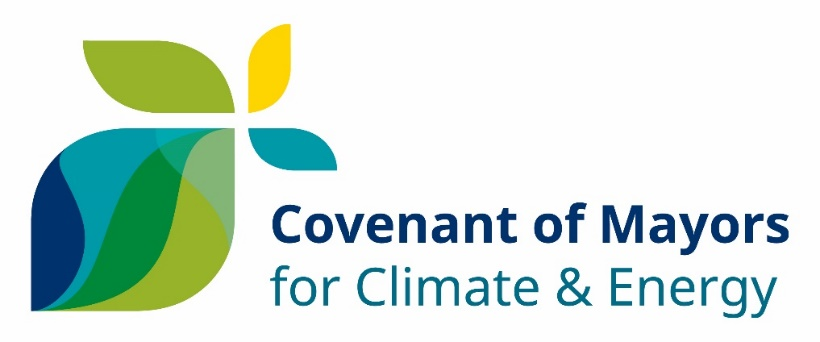 Covenant of Mayors
for Climate & Energy